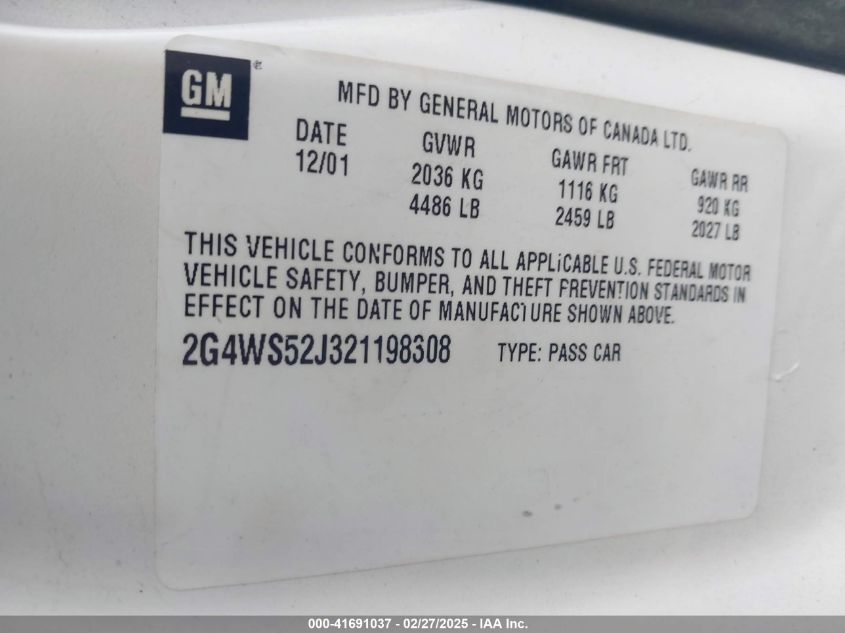 GM
MFD BY GENERAL MOTORS OF CANADA LTD.
DATE GVWR GAWR FRT GAWR RR
12/01 2036 KG 1116 KG 920 KG
4486 LB 2459 LB 2027 LB
THIS VEHICLE CONFORMS TO ALL APPLICABLE U.S. FEDERAL MOTOR
VEHICLE SAFETY, BUMPER, AND THEFT PREVENTION STANDARDS IN
EFFECT ON THE DATE OF MANUFACTURE SHOWN ABOVE.
2G4WS52J321198308 TYPE: PASS CAR
000-41691037 - 02/27/2025 - IAA Inc.